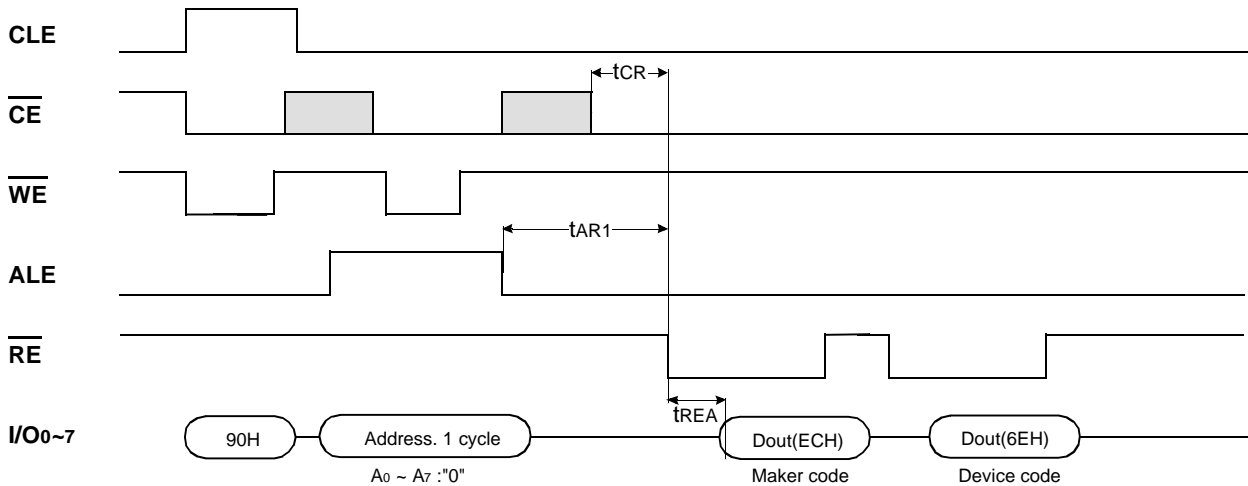 CLE
tCR
CE
WE
tAR1
ALE
RE
tREA
I/O0~7
90H
Address. 1 cycle
Dout(ECH)
Dout(6EH)
A0 ~ A7 :"0"
Maker code
Device code